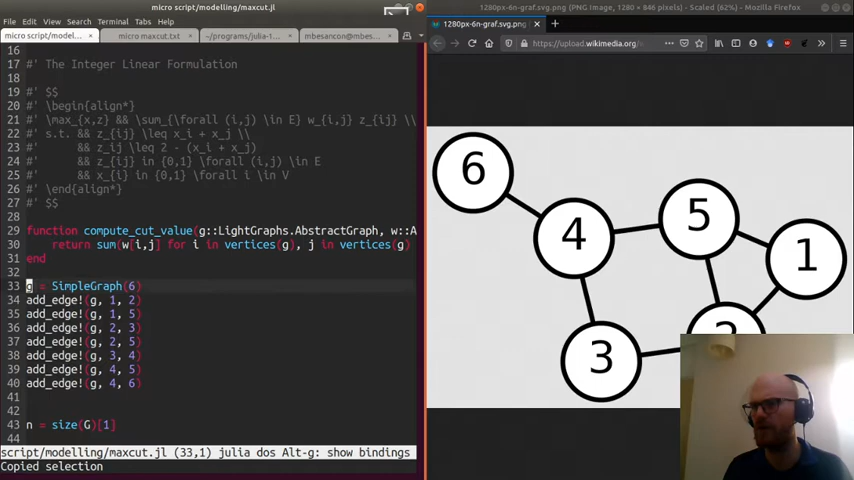 micro script/modelling/maxcut.jl
1280px-6n-graf.svg.png (PNG Image, 1280 × 846 pixels) - Scaled (62%) - Mozilla Firefox
File Edit View Search Terminal Tabs Help
micro script/model...
micro maxcut.txt
~/programs/julia-1...
mbesancon@mbes...
1280px-6n-graf.svg.png (PN
https://upload.wikimedia.org/
16
17 #' The Integer Linear Formulation
18
19 #' $$
20 #' \begin{align*}
21 #' \max_{x,z} && \sum_{\forall (i,j) \in E} w_{i,j} z_{ij} \\
22 #' s.t. && z_{ij} \leq x_i + x_j \\
23 #' && z_ij \leq 2 - (x_i + x_j)
24 #' && z_{ij} in {0,1} \forall (i,j) \in E
25 #' && x_{i} in {0,1} \forall i \in V
26 #' \end{align*}
27 #' $$
28
29 function compute_cut_value(g::LightGraphs.AbstractGraph, w::A
30 return sum(w[i,j] for i in vertices(g), j in vertices(g)
31 end
32
33 g = SimpleGraph(6)
34 add_edge!(g, 1, 2)
35 add_edge!(g, 1, 5)
36 add_edge!(g, 2, 3)
37 add_edge!(g, 2, 5)
38 add_edge!(g, 3, 4)
39 add_edge!(g, 4, 5)
40 add_edge!(g, 4, 6)
41
42
43 n = size(G)[1]
44
script/modelling/maxcut.jl (33,1) julia dos Alt-g: show bindings
Copied selection
6
4
5
1
3
2